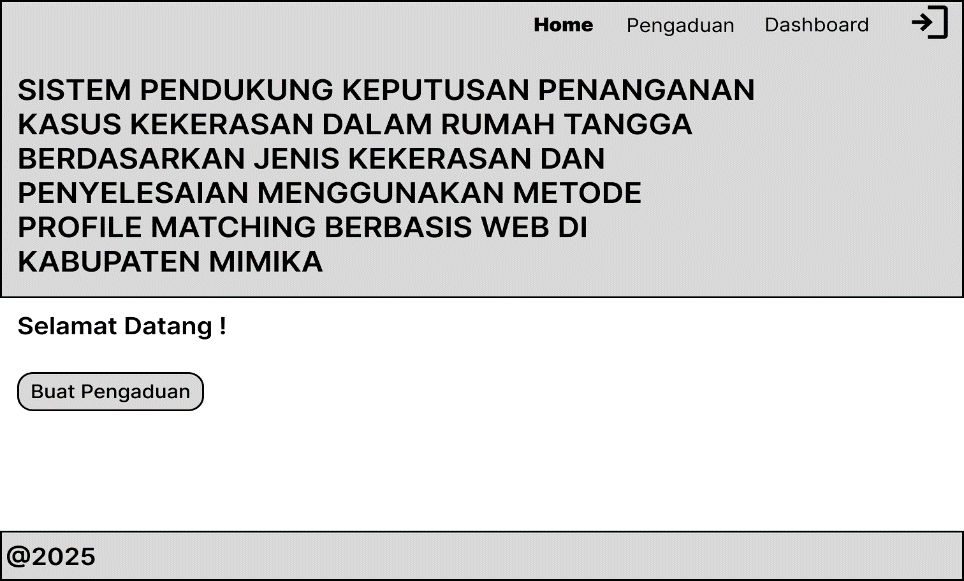 Home Pengaduan Dashboard
SISTEM PENDUKUNG KEPUTUSAN PENANGANAN
KASUS KEKERASAN DALAM RUMAH TANGGA
BERDASARKAN JENIS KEKERASAN DAN
PENYELESAIAN MENGGUNAKAN METODE
PROFILE MATCHING BERBASIS WEB DI
KABUPATEN MIMIKA
Selamat Datang !
Buat Pengaduan
@2025